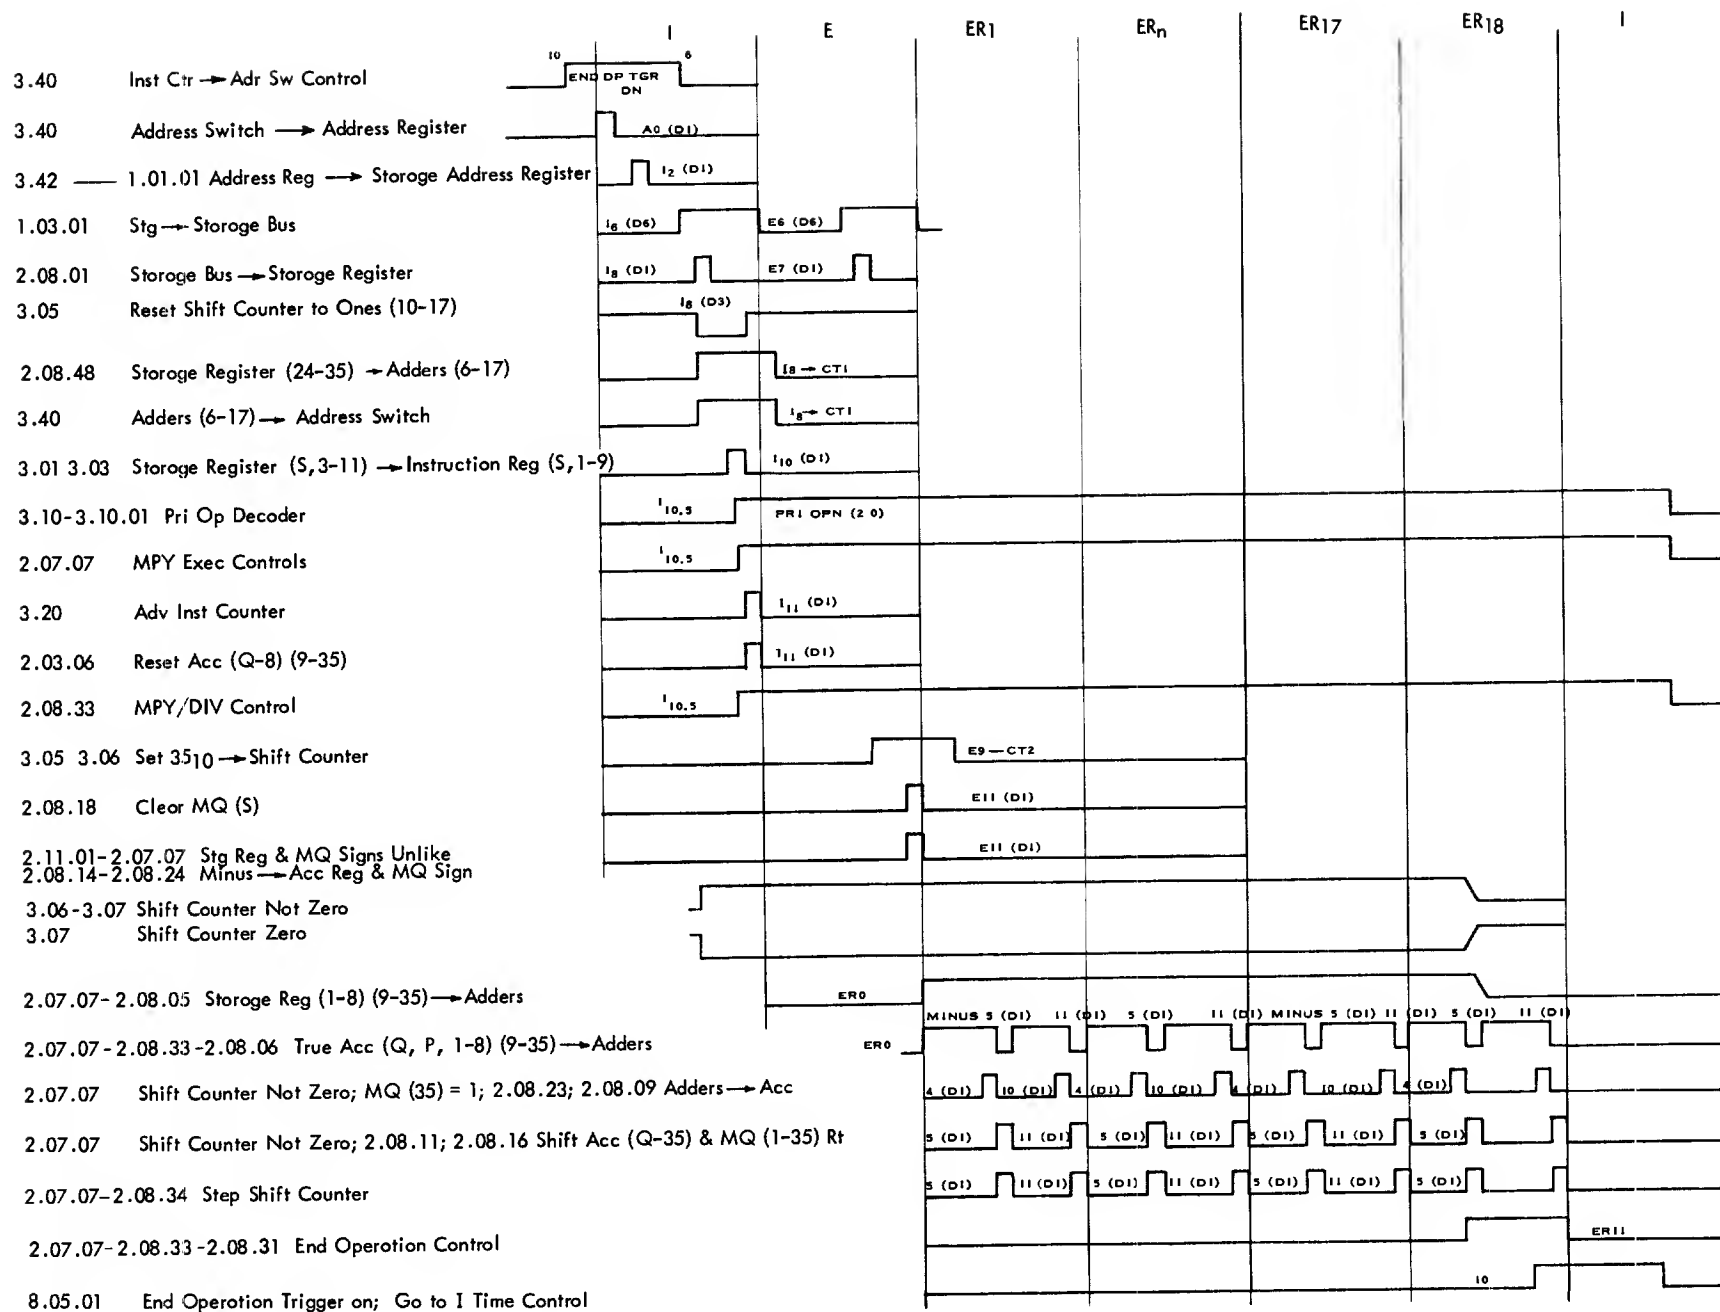 I E ER1 ERn ER17 ER18 I
10 6
3.40 Inst Ctr → Adr Sw Control END DP TGR
DN
3.40 Address Switch → Address Register A0 (D1)
3.42 — 1.01.01 Address Reg → Storoge Address Register I2 (D1)
1.03.01 Stg → Storoge Bus I6 (D6) E6 (D6)
2.08.01 Storoge Bus → Storoge Register I8 (D1) E7 (D1)
3.05 Reset Shift Counter to Ones (10-17) I8 (D3)
2.08.48 Storoge Register (24-35) → Adders (6-17) I8 → CT1
3.40 Adders (6-17) → Address Switch I8 → CT1
3.01 3.03 Storoge Register (S,3-11) → Instruction Reg (S,1-9) I10 (D1)
3.10-3.10.01 Pri Op Decoder I10.5 PRI OPN (20)
2.07.07 MPY Exec Controls I10.5
3.20 Adv Inst Counter I11 (D1)
2.03.06 Reset Acc (Q-8) (9-35) I11 (D1)
2.08.33 MPY/DIV Control I10.5
3.05 3.06 Set 3510 → Shift Counter E9 — CT2
2.08.18 Cleor MQ (S) E11 (D1)
2.11.01-2.07.07 Stg Reg & MQ Signs Unlike E11 (D1)
2.08.14-2.08.24 Minus → Acc Reg & MQ Sign
3.06-3.07 Shift Counter Not Zero
3.07 Shift Counter Zero
2.07.07-2.08.05 Storoge Reg (1-8) (9-35) → Adders ER0
MINUS 5 (D1) 11 (D1) 5 (D1) 11 (D1) MINUS 5 (D1) 11 (D1) 5 (D1) 11 (D1)
2.07.07-2.08.33-2.08.06 True Acc (Q, P, 1-8) (9-35) → Adders ER0
2.07.07 Shift Counter Not Zero; MQ (35) = 1; 2.08.23; 2.08.09 Adders → Acc 4 (D1) 10 (D1) 4 (D1) 10 (D1) 4 (D1) 10 (D1) 4 (D1)
2.07.07 Shift Counter Not Zero; 2.08.11; 2.08.16 Shift Acc (Q-35) & MQ (1-35) Rt 5 (D1) 11 (D1) 5 (D1) 11 (D1) 5 (D1) 11 (D1) 5 (D1)
2.07.07-2.08.34 Step Shift Counter 5 (D1) 11 (D1) 5 (D1) 11 (D1) 5 (D1) 11 (D1) 5 (D1)
2.07.07-2.08.33-2.08.31 End Operotion Control ER11
8.05.01 End Operotion Trigger on; Go to I Time Control 10